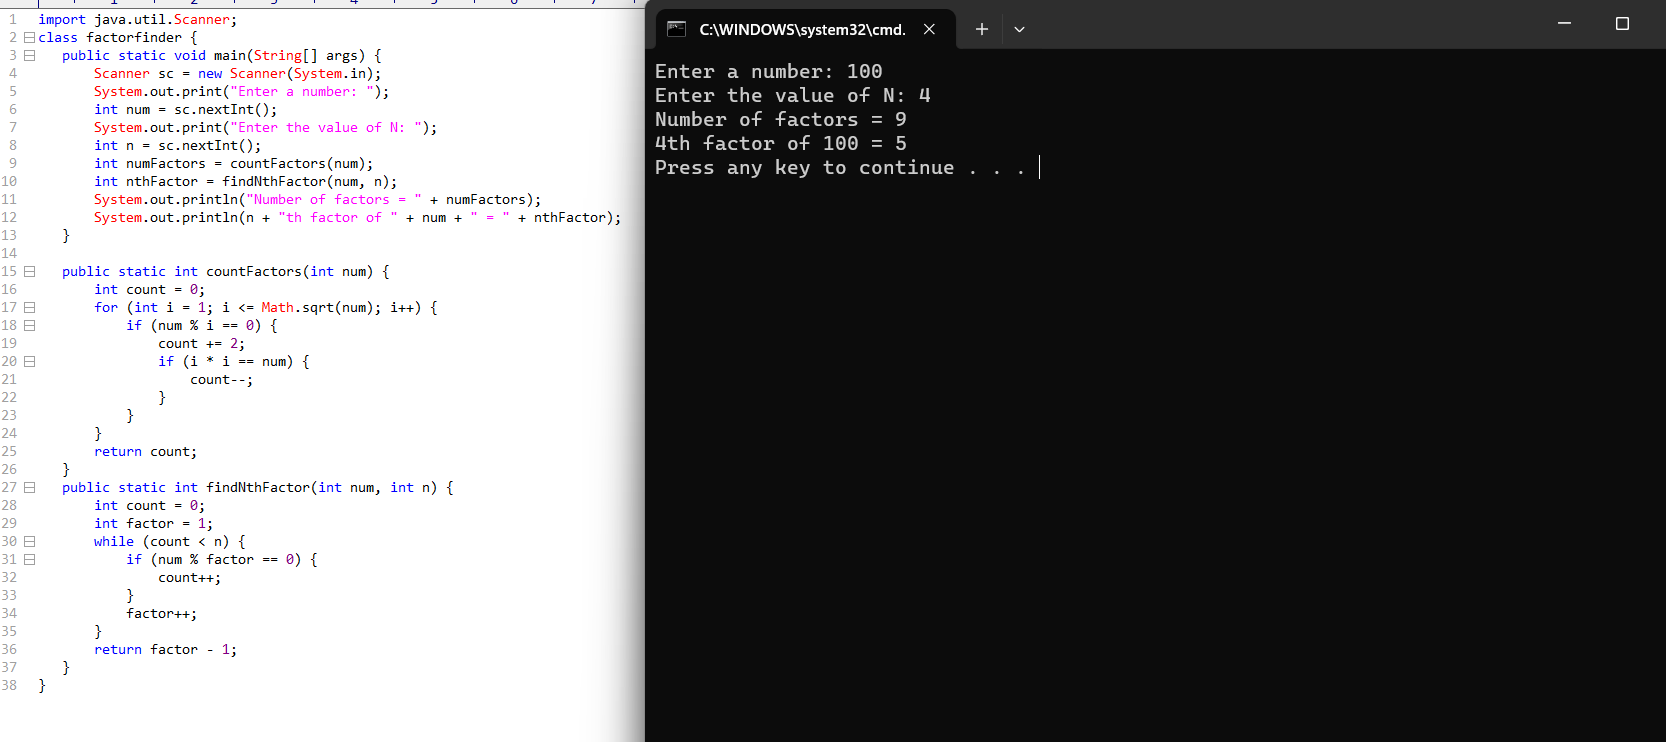 1 import java.util.Scanner;
2 class factorfinder {
3 public static void main(String[] args) {
4 Scanner sc = new Scanner(System.in);
5 System.out.print("Enter a number: ");
6 int num = sc.nextInt();
7 System.out.print("Enter the value of N: ");
8 int n = sc.nextInt();
9 int numFactors = countFactors(num);
10 int nthFactor = findNthFactor(num, n);
11 System.out.println("Number of factors = " + numFactors);
12 System.out.println(n + "th factor of " + num + " = " + nthFactor);
13 }
14
15 public static int countFactors(int num) {
16 int count = 0;
17 for (int i = 1; i <= Math.sqrt(num); i++) {
18 if (num % i == 0) {
19 count += 2;
20 if (i * i == num) {
21 count--;
22 }
23 }
24 }
25 return count;
26 }
27 public static int findNthFactor(int num, int n) {
28 int count = 0;
29 int factor = 1;
30 while (count < n) {
31 if (num % factor == 0) {
32 count++;
33 }
34 factor++;
35 }
36 return factor - 1;
37 }
38 }
C:\WINDOWS\system32\cmd.
Enter a number: 100
Enter the value of N: 4
Number of factors = 9
4th factor of 100 = 5
Press any key to continue . . .